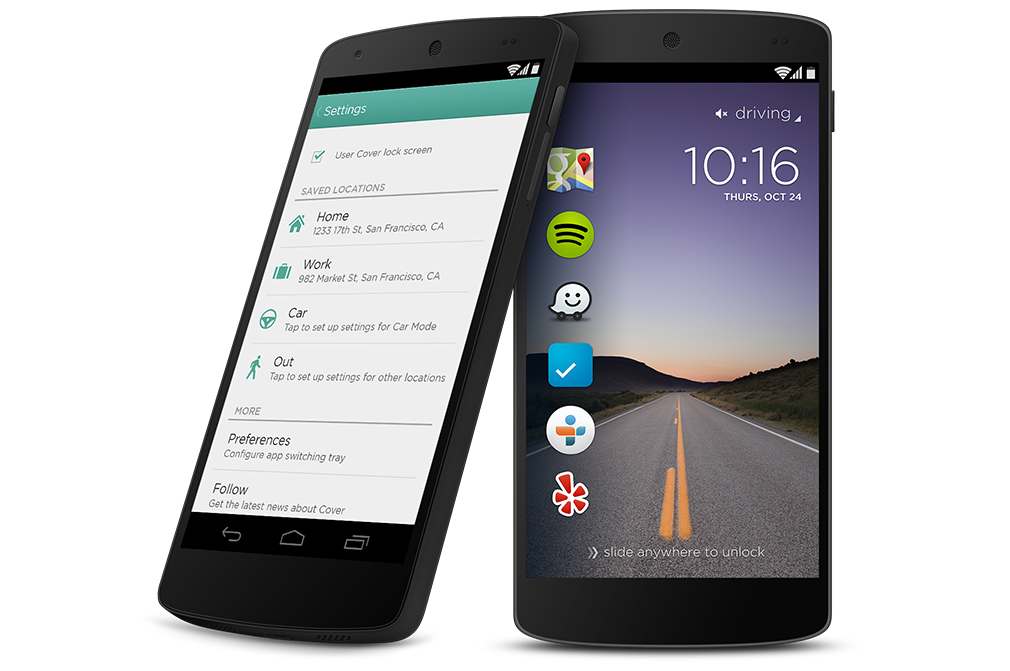 Settings
User Cover lock screen
SAVED LOCATIONS
Home
1233 17th St, San Francisco, CA
Work
982 Market St, San Francisco, CA
Car
Tap to set up settings for Car Mode
Out
Tap to set up settings for other locations
MORE
Preferences
Configure app switching tray
Follow
Get the latest news about Cover
driving
10:16
THURS, OCT 24
g
slide anywhere to unlock